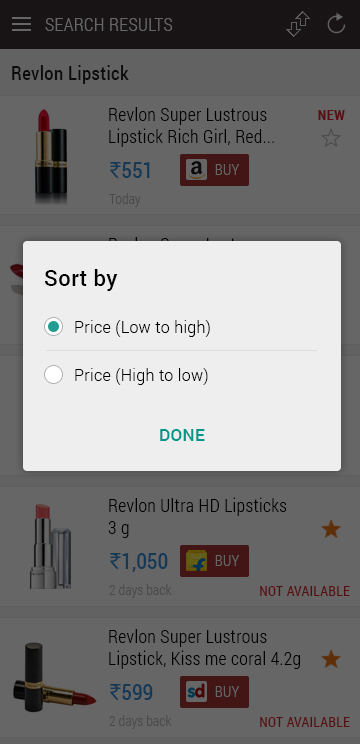 SEARCH RESULTS
Revlon Lipstick
Revlon Super Lustrous
Lipstick Rich Girl, Red...
NEW
₹551
a BUY
Today
Sort by
Price (Low to high)
Price (High to low)
DONE
Revlon Ultra HD Lipsticks
3 g
₹1,050
BUY
2 days back
NOT AVAILABLE
Revlon Super Lustrous
Lipstick, Kiss me coral 4.2g
₹599
sd BUY
2 days back
NOT AVAILABLE